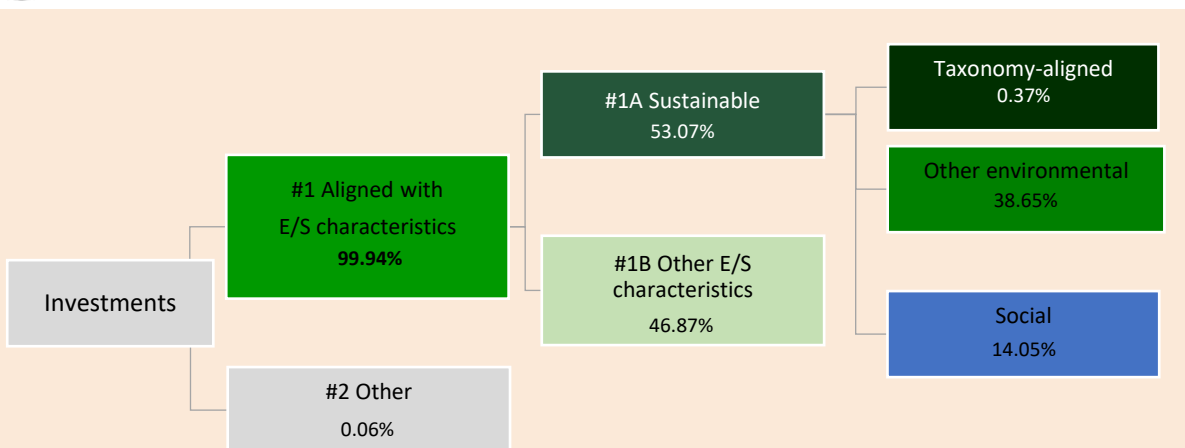 Investments
#1 Aligned with
E/S characteristics
99.94%
#2 Other
0.06%
#1A Sustainable
53.07%
#1B Other E/S
characteristics
46.87%
Taxonomy-aligned
0.37%
Other environmental
38.65%
Social
14.05%